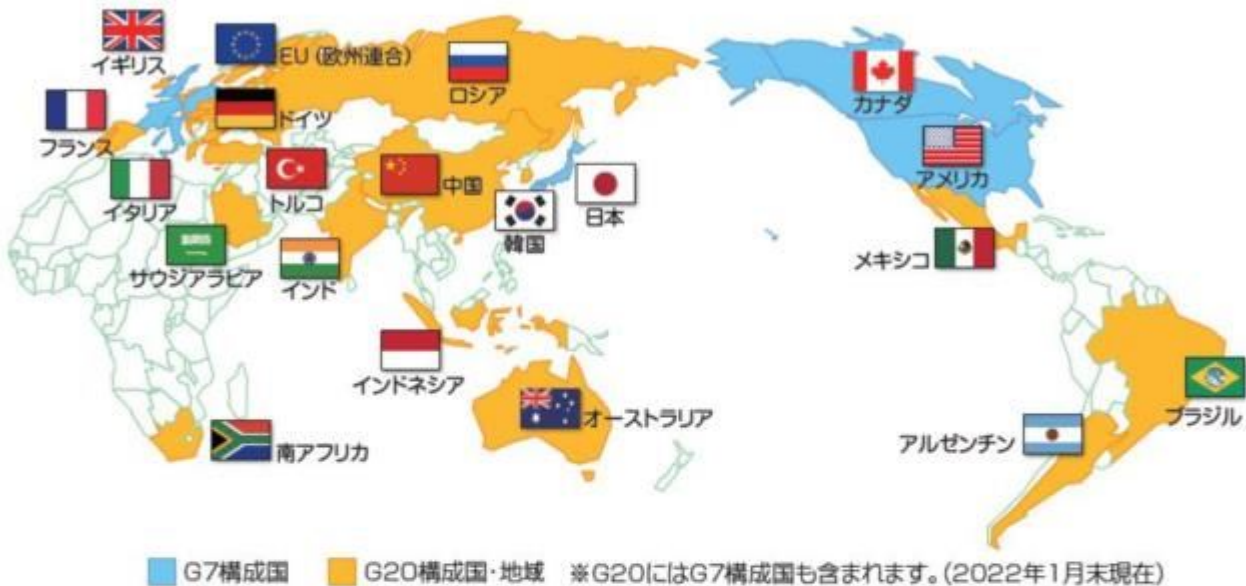 イギリス
EU（欧州連合）
ロシア
カナダ
フランス
ドイツ
アメリカ
イタリア
トルコ
中国
韓国
日本
サウジアラビア
インド
メキシコ
インドネシア
オーストラリア
ブラジル
南アフリカ
アルゼンチン
G7構成国 G20構成国・地域 ※G20にはG7構成国も含まれます。(2022年1月末現在)